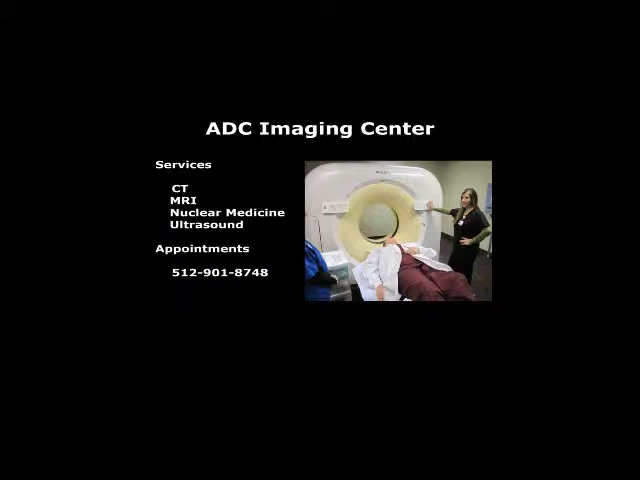 ADC Imaging Center
Services
CT
MRI
Nuclear Medicine
Ultrasound
Appointments
512-901-8748